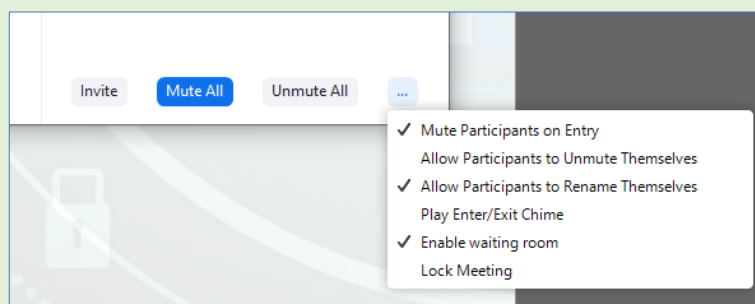 Invite Mute All Unmute All ...
✓ Mute Participants on Entry
Allow Participants to Unmute Themselves
✓ Allow Participants to Rename Themselves
Play Enter/Exit Chime
✓ Enable waiting room
Lock Meeting